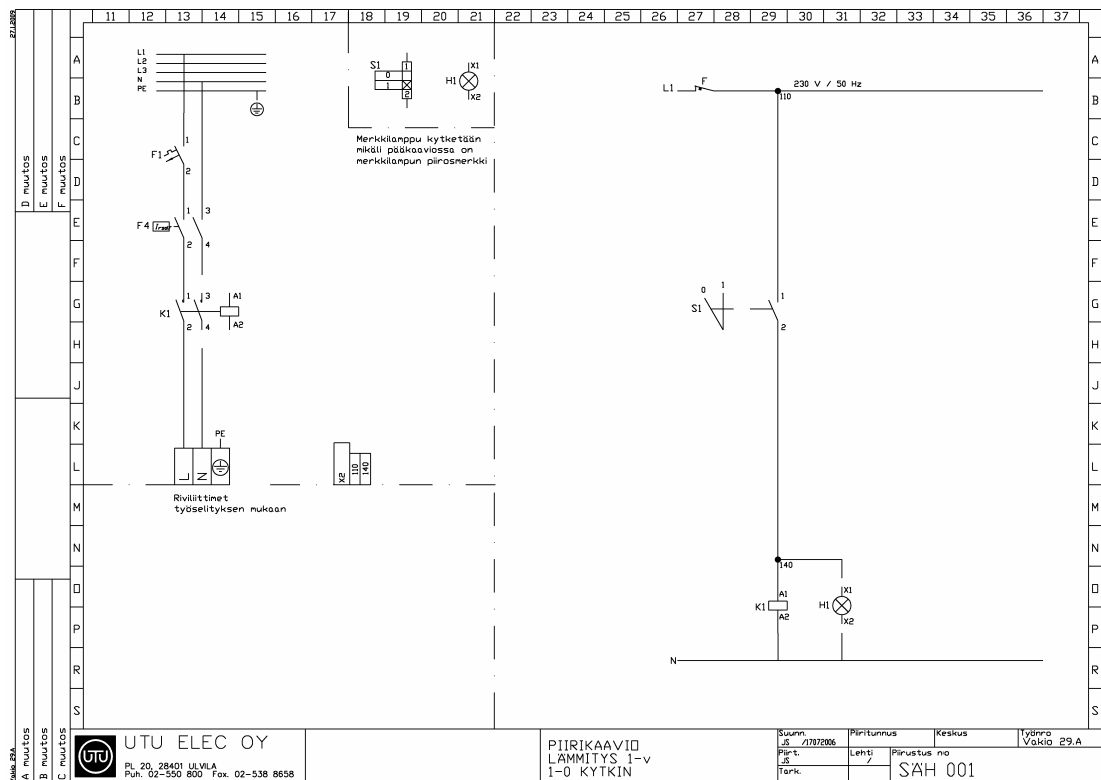 11 12 13 14 15 16 17 18 19 20 21 22 23 24 25 26 27 28 29 30 31 32 33 34 35 36 37
27.7.2009
D muutos
E muutos
F muutos
A muutos
B muutos
C muutos
Vakio 29.A
A
B
C
D
E
F
G
H
J
K
L
M
N
O
P
R
S
L1
L2
L3
N
PE
F1
1
2
F4
1 3
2 4
K1
1 3
2 4
A1
A2
PE
L N
Riviliittimet
työselityksen mukaan
S1
0
1
1
2
H1
X1
X2
Merkkilamppu kytketään
mikäli pääkaaviossa on
merkkilampun piirosmerkki
X2 110 140
L1 F 230 V / 50 Hz
110
S1
0 1
1
2
140
K1
A1
A2
H1
X1
X2
N
A
B
C
D
E
F
G
H
J
K
L
M
N
O
P
R
S
UTU
UTU ELEC OY
PL 20, 28401 ULVILA
Puh. 02-550 800 Fax. 02-538 8658
PIIRIKAAVIO
LÄMMITYS 1-v
1-0 KYTKIN
Suunn.
JS /17072006
Piirt.
JS
Tark.
Piiritunnus
Keskus
Työnro
Vakio 29.A
Lehti
/
Piirustus no
SÄH 001